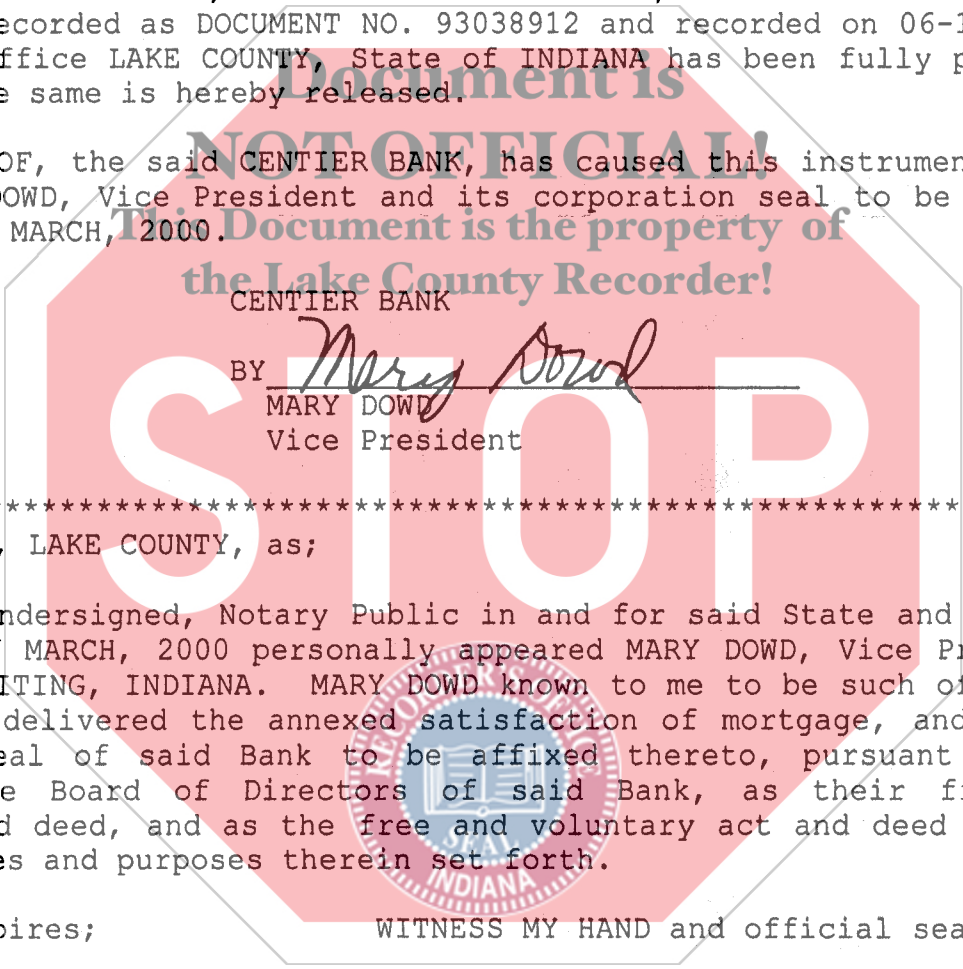 ecorded as DOCUMENT NO. 93038912 and recorded on 06-1
ffice LAKE COUNTY, State of INDIANA has been fully p
e same is hereby released.
Document is
NOT OFFICIAL!
This Document is the property of
the Lake County Recorder!
OF, the said CENTIER BANK, has caused this instrumen
DOWD, Vice President and its corporation seal to be
MARCH, 2000.
CENTIER BANK
BY Mary Dowd
MARY DOWD
Vice President
STOP
*****************************************************
, LAKE COUNTY, as;
ndersigned, Notary Public in and for said State and
MARCH, 2000 personally appeared MARY DOWD, Vice Pr
ITING, INDIANA. MARY DOWD known to me to be such of
delivered the annexed satisfaction of mortgage, and
eal of said Bank to be affixed thereto, pursuant
e Board of Directors of said Bank, as their f
d deed, and as the free and voluntary act and deed
es and purposes therein set forth.
RECORDER'S OFFICE
SEAL
INDIANA
pires; WITNESS MY HAND and official sea